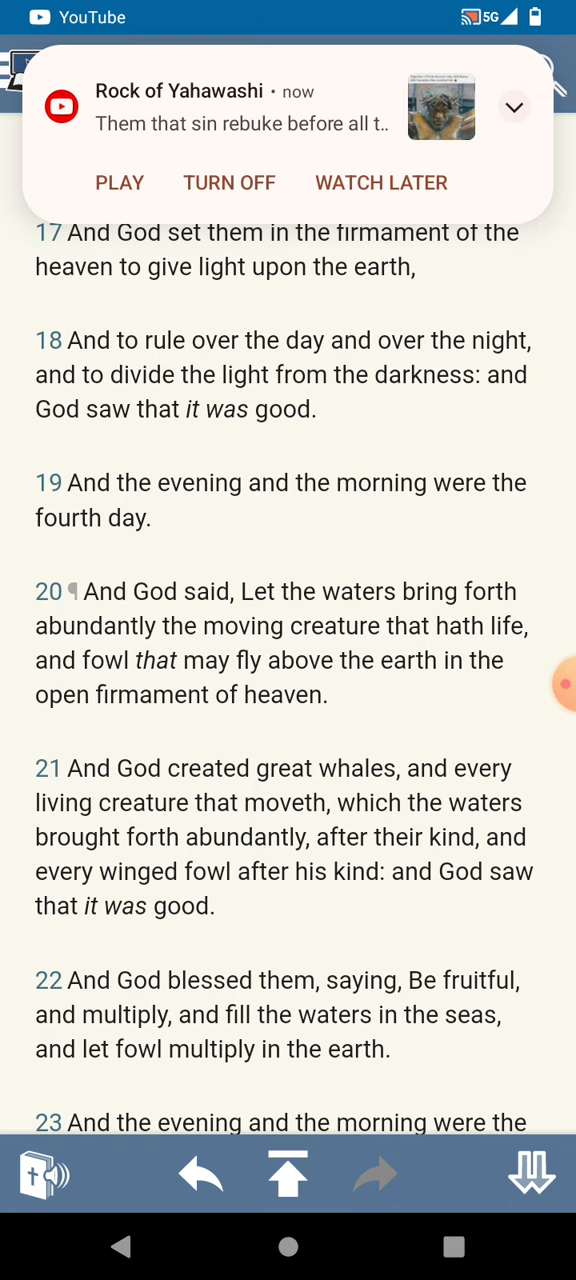 YouTube 5G
Rock of Yahawashi • now
Them that sin rebuke before all t..
PLAY TURN OFF WATCH LATER
17 And God set them in the firmament of the
heaven to give light upon the earth,
18 And to rule over the day and over the night,
and to divide the light from the darkness: and
God saw that it was good.
19 And the evening and the morning were the
fourth day.
20 ¶ And God said, Let the waters bring forth
abundantly the moving creature that hath life,
and fowl that may fly above the earth in the
open firmament of heaven.
21 And God created great whales, and every
living creature that moveth, which the waters
brought forth abundantly, after their kind, and
every winged fowl after his kind: and God saw
that it was good.
22 And God blessed them, saying, Be fruitful,
and multiply, and fill the waters in the seas,
and let fowl multiply in the earth.
23 And the evening and the morning were the